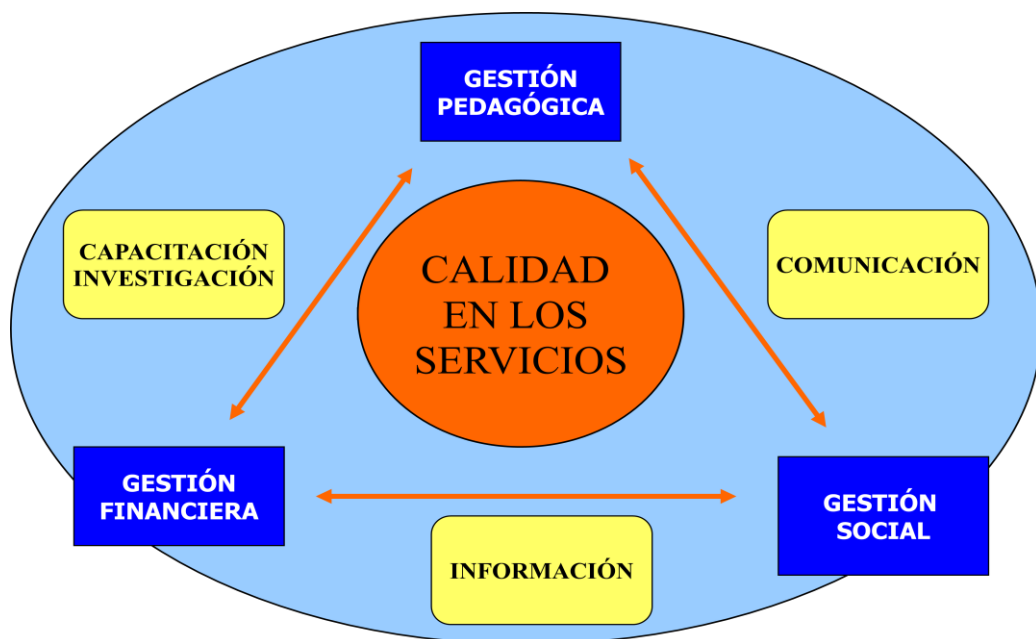 GESTIÓN
PEDAGÓGICA
CAPACITACIÓN
INVESTIGACIÓN
CALIDAD
EN LOS
SERVICIOS
COMUNICACIÓN
GESTIÓN
FINANCIERA
GESTIÓN
SOCIAL
INFORMACIÓN